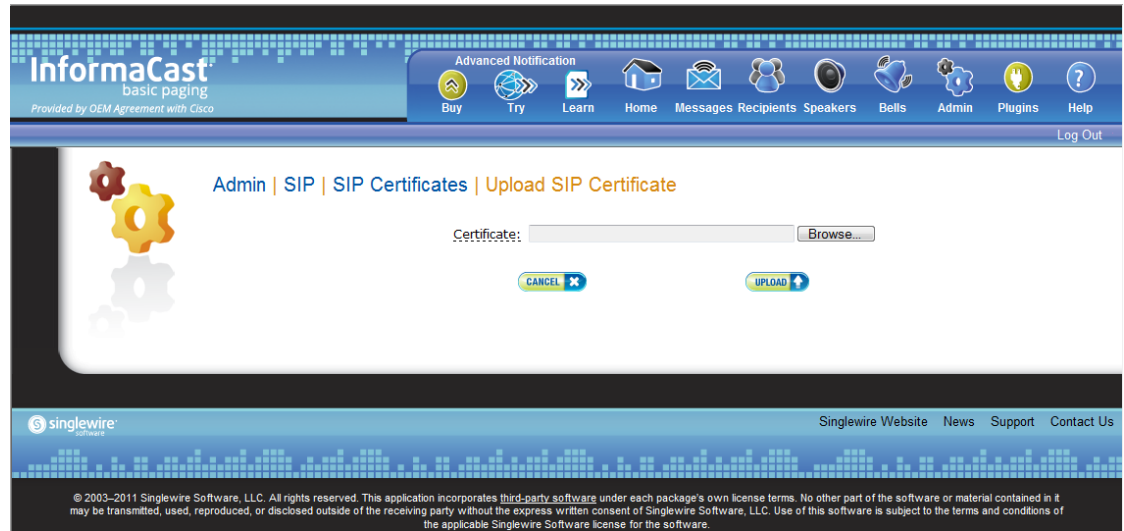 InformaCast
basic paging
Provided by OEM Agreement with Cisco
Advanced Notification
Buy Try Learn Home Messages Recipients Speakers Bells Admin Plugins Help
Log Out
Admin | SIP | SIP Certificates | Upload SIP Certificate
Certificate: Browse...
CANCEL UPLOAD
singlewire
software
Singlewire Website News Support Contact Us
© 2003–2011 Singlewire Software, LLC. All rights reserved. This application incorporates third-party software under each package's own license terms. No other part of the software or material contained in it
may be transmitted, used, reproduced, or disclosed outside of the receiving party without the express written consent of Singlewire Software, LLC. Use of this software is subject to the terms and conditions of
the applicable Singlewire Software license for the software.